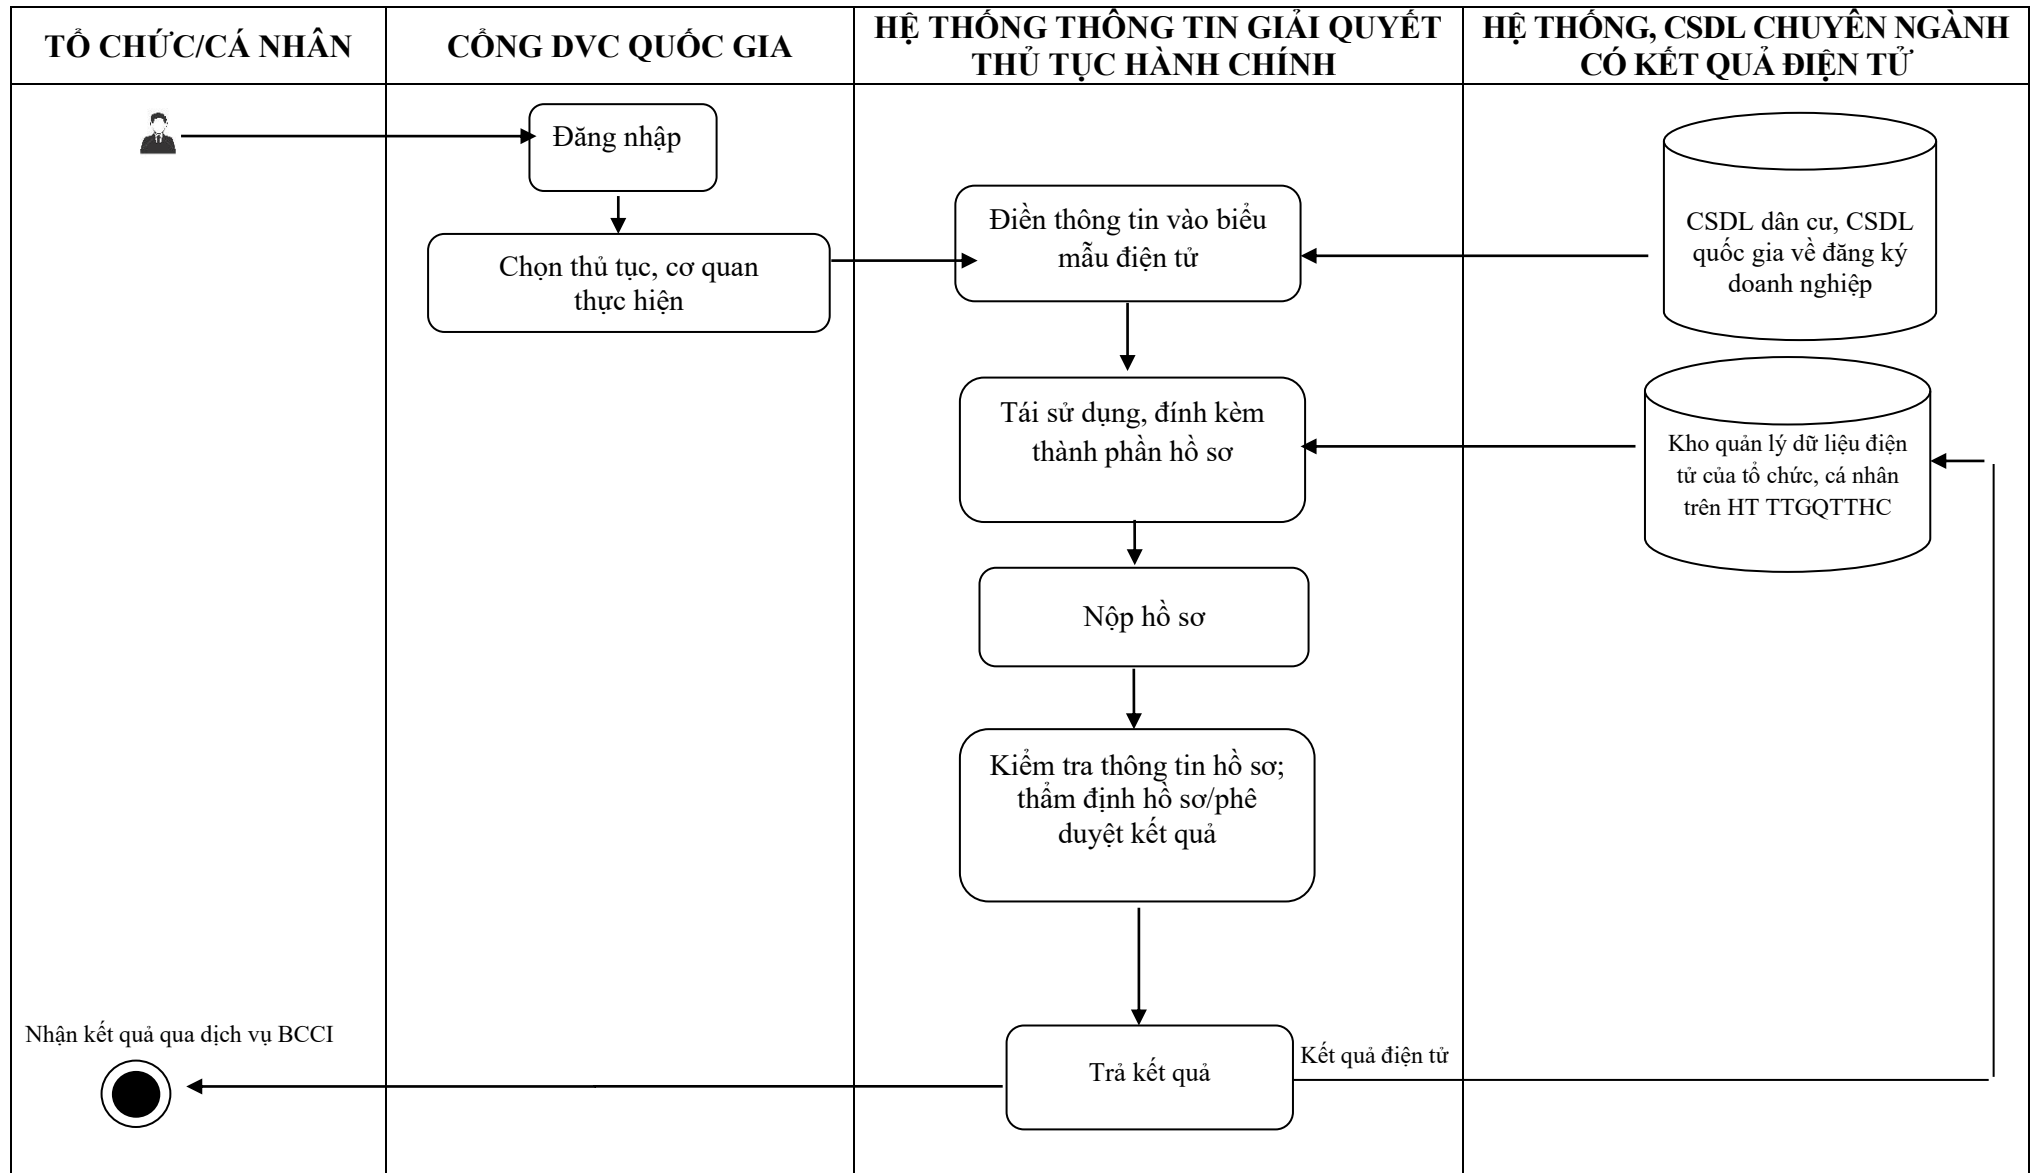 TỔ CHỨC/CÁ NHÂN
CỔNG DVC QUỐC GIA
HỆ THỐNG THÔNG TIN GIẢI QUYẾT
THỦ TỤC HÀNH CHÍNH
HỆ THỐNG, CSDL CHUYÊN NGÀNH
CÓ KẾT QUẢ ĐIỆN TỬ
Đăng nhập
Chọn thủ tục, cơ quan
thực hiện
Điền thông tin vào biểu
mẫu điện tử
CSDL dân cư, CSDL
quốc gia về đăng ký
doanh nghiệp
Tái sử dụng, đính kèm
thành phần hồ sơ
Kho quản lý dữ liệu điện
tử của tổ chức, cá nhân
trên HT TTGQTTHC
Nộp hồ sơ
Kiểm tra thông tin hồ sơ;
thẩm định hồ sơ/phê
duyệt kết quả
Nhận kết quả qua dịch vụ BCCI
Trả kết quả
Kết quả điện tử